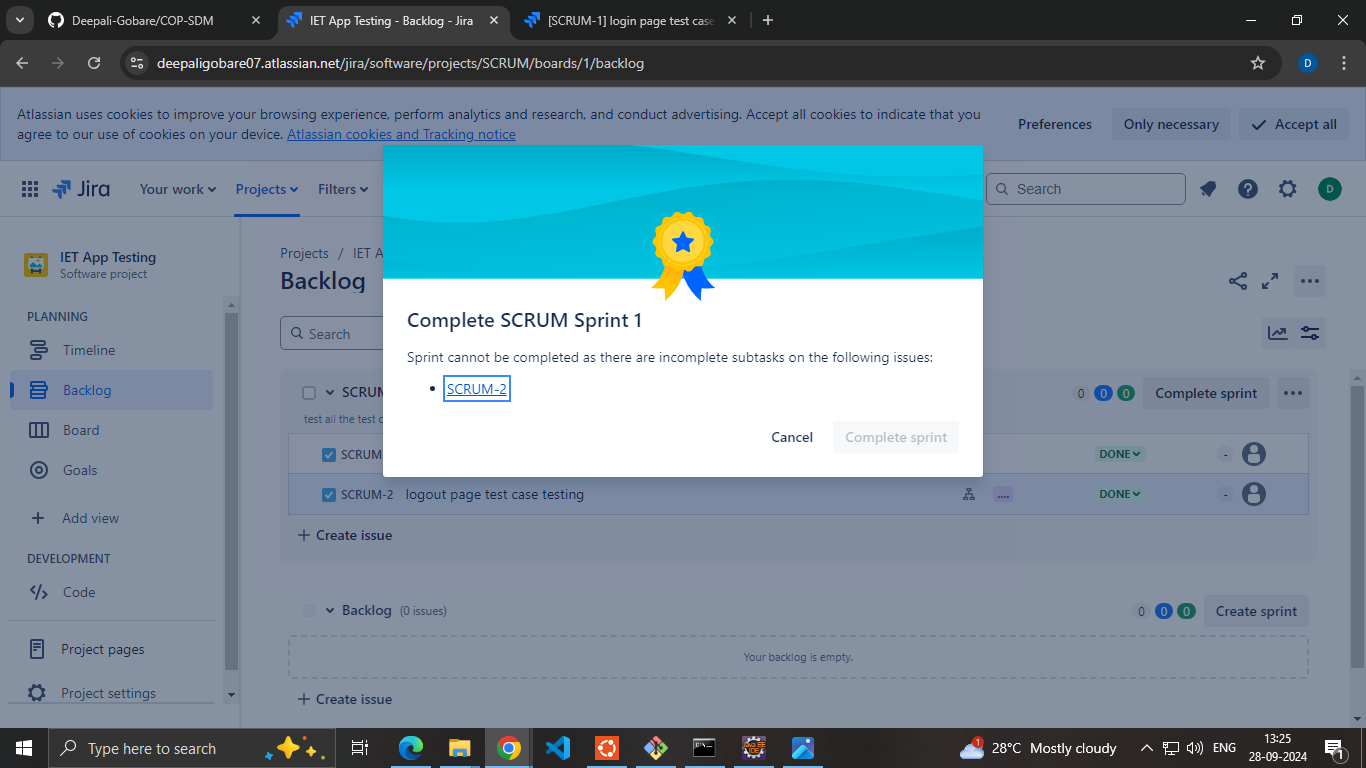 Deepali-Gobare/COP-SDM
IET App Testing - Backlog - Jira
[SCRUM-1] login page test case
deepaligobare07.atlassian.net/jira/software/projects/SCRUM/boards/1/backlog
D
Atlassian uses cookies to improve your browsing experience, perform analytics and research, and conduct advertising. Accept all cookies to indicate that you
agree to our use of cookies on your device. Atlassian cookies and Tracking notice
Preferences
Only necessary
Accept all
Jira
Your work
Projects
Filters
Search
D
IET App Testing
Software project
PLANNING
Timeline
Backlog
Board
Goals
Add view
DEVELOPMENT
Code
Project pages
Project settings
Projects / IET A
Backlog
Search
Complete SCRUM Sprint 1
Sprint cannot be completed as there are incomplete subtasks on the following issues:
• SCRUM-2
Cancel
Complete sprint
SCRUM
0 0 0
Complete sprint
test all the test c
SCRUM
DONE
-
SCRUM-2 logout page test case testing
....
DONE
-
+ Create issue
Backlog (0 issues)
0 0 0
Create sprint
Your backlog is empty.
+ Create issue
Type here to search
1
28°C Mostly cloudy
ENG
13:25
28-09-2024
1